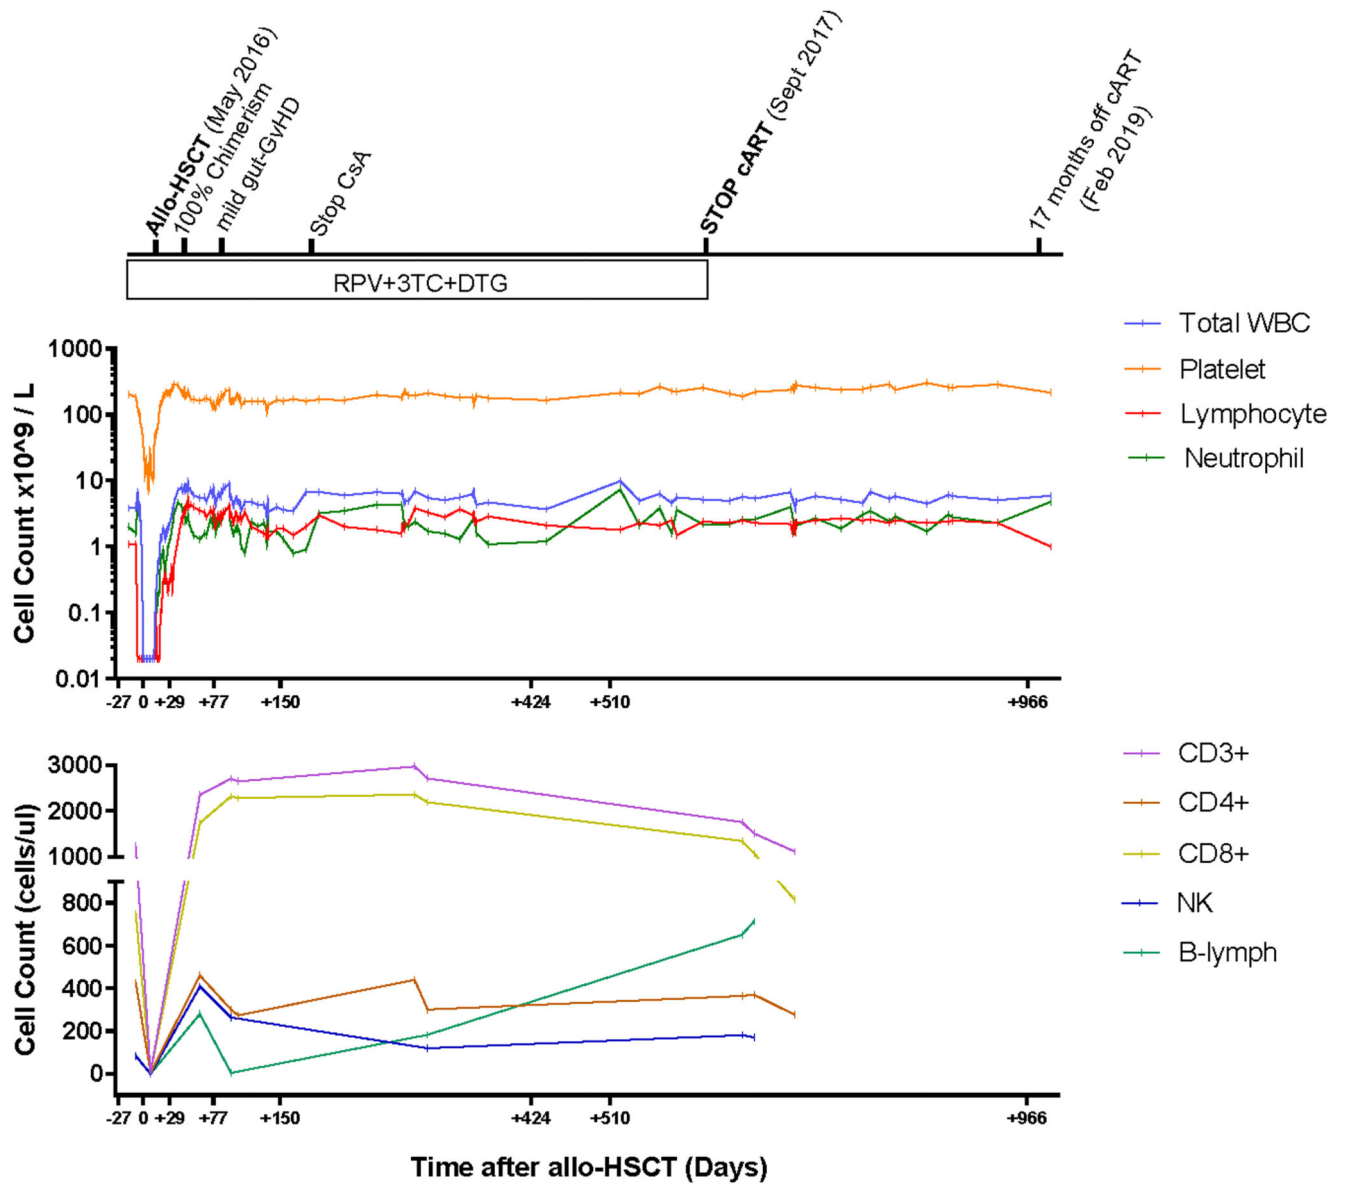 Allo-HSCT (May 2016)
100% Chimerism
mild gut-GvHD
Stop CsA
STOP cART (Sept 2017)
17 months off cART
(Feb 2019)
RPV+3TC+DTG
Cell Count x10^9 / L
1000
100
10
1
0.1
0.01
-27 0 +29 +77 +150 +424 +510 +966
Total WBC
Platelet
Lymphocyte
Neutrophil
Cell Count (cells/ul)
3000
2000
1000
800
600
400
200
0
-27 0 +29 +77 +150 +424 +510 +966
CD3+
CD4+
CD8+
NK
B-lymph
Time after allo-HSCT (Days)